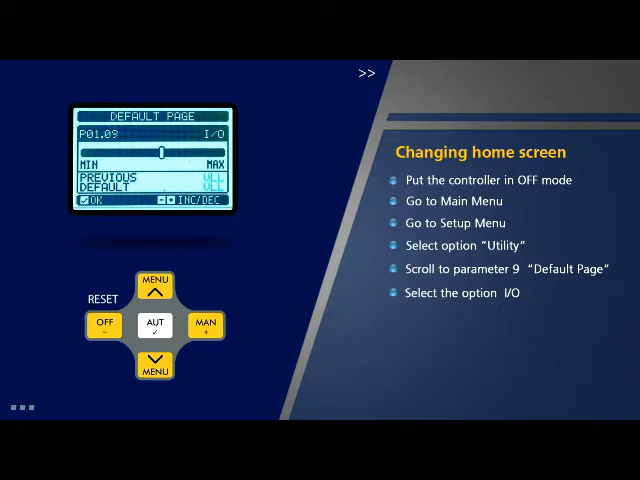 >>
DEFAULT PAGE
P01.09 I/O
MIN MAX
PREVIOUS VLL
DEFAULT VLL
OK - + INC/DEC
MENU
RESET
OFF
-
AUT
✓
MAN
+
MENU
Changing home screen
Put the controller in OFF mode
Go to Main Menu
Go to Setup Menu
Select option "Utility"
Scroll to parameter 9 "Default Page"
Select the option I/O